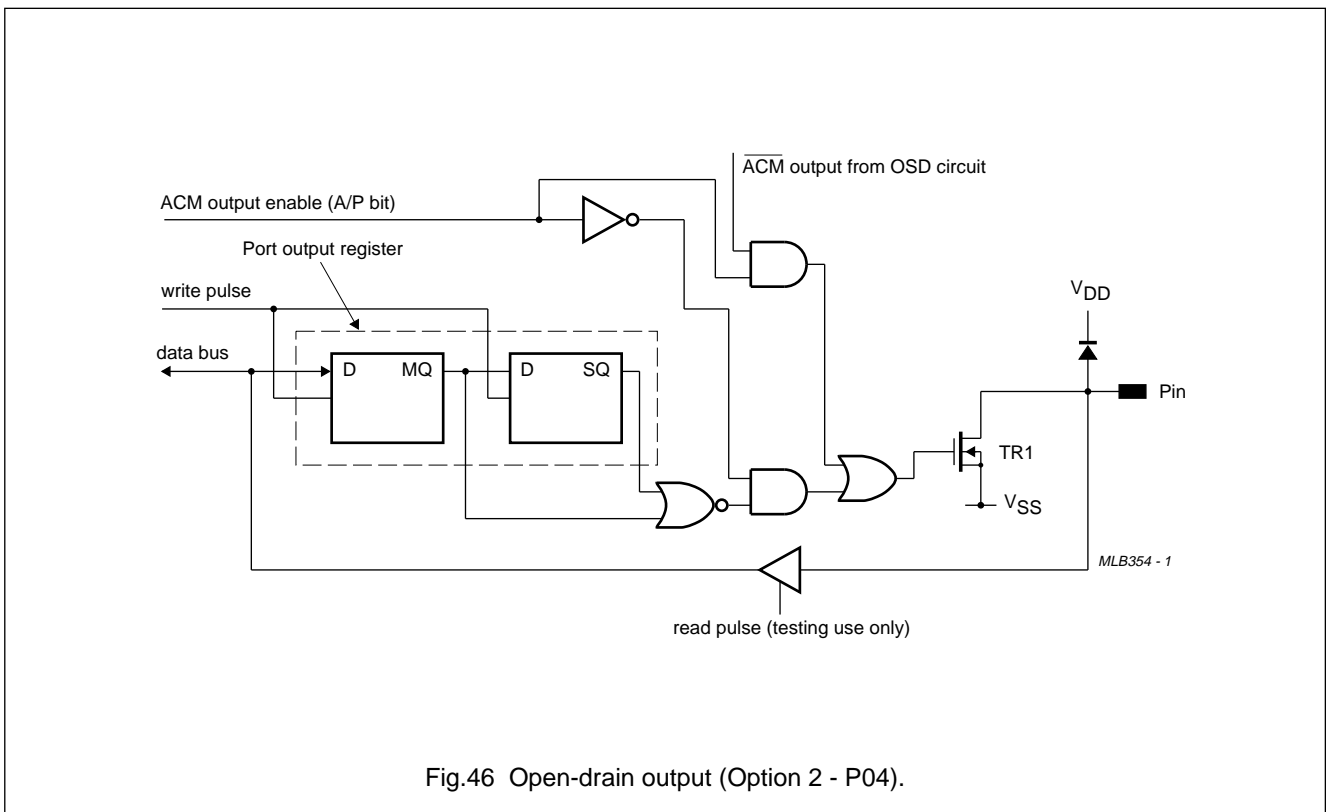 A̅C̅M̅ output from OSD circuit
ACM output enable (A/P bit)
Port output register
write pulse
data bus
D
MQ
D
SQ
VDD
Pin
TR1
VSS
MLB354 - 1
read pulse (testing use only)
Fig.46 Open-drain output (Option 2 - P04).